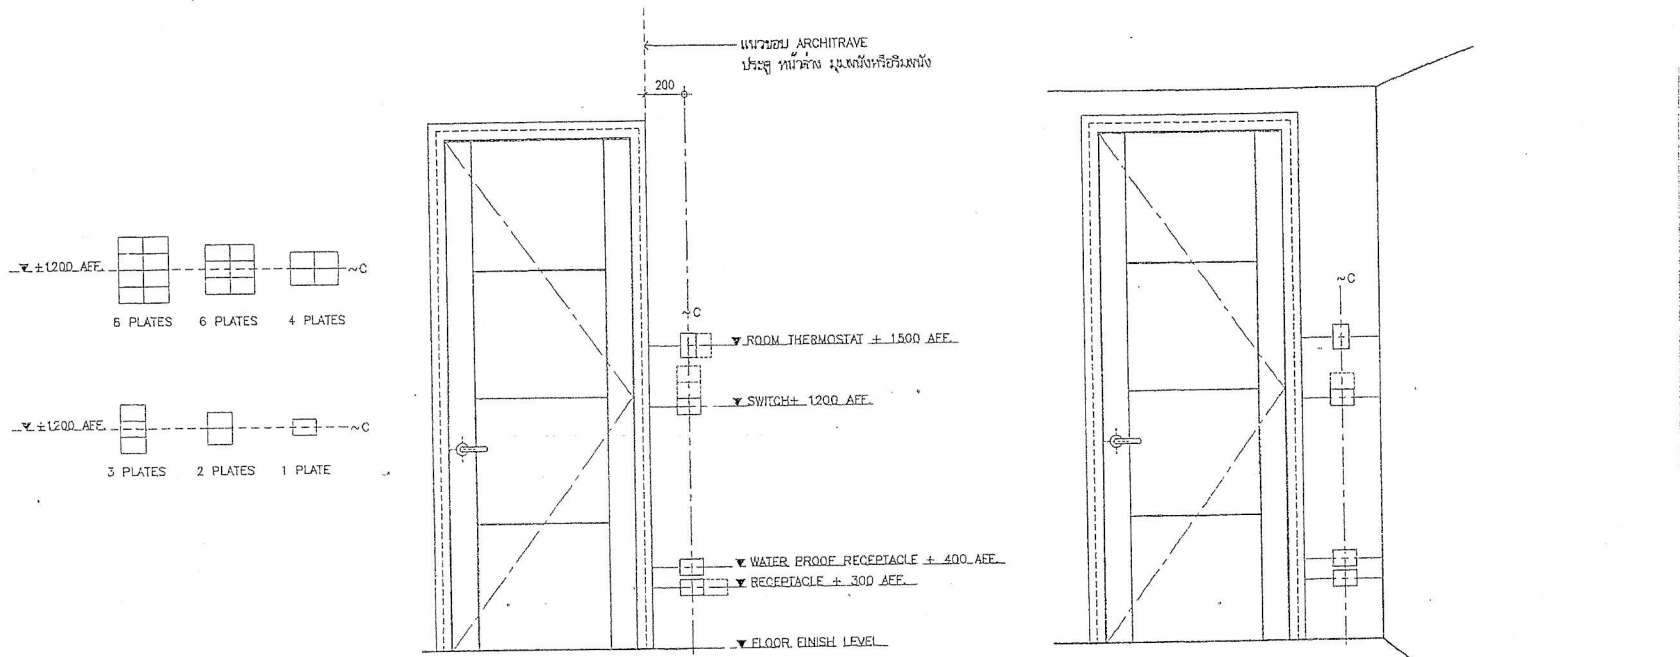 แนวขอบ ARCHITRAVE
ประตู หน้าต่าง มุมผนังหรือริมผนัง
200
±1200 AFF.
~C
8 PLATES 6 PLATES 4 PLATES
±1200 AFF.
~C
3 PLATES 2 PLATES 1 PLATE
~C
ROOM THERMOSTAT + 1500 AFF.
SWITCH+ 1200 AFF.
WATER PROOF RECEPTACLE + 400 AFF.
RECEPTACLE + 300 AFF.
FLOOR FINISH LEVEL
~C